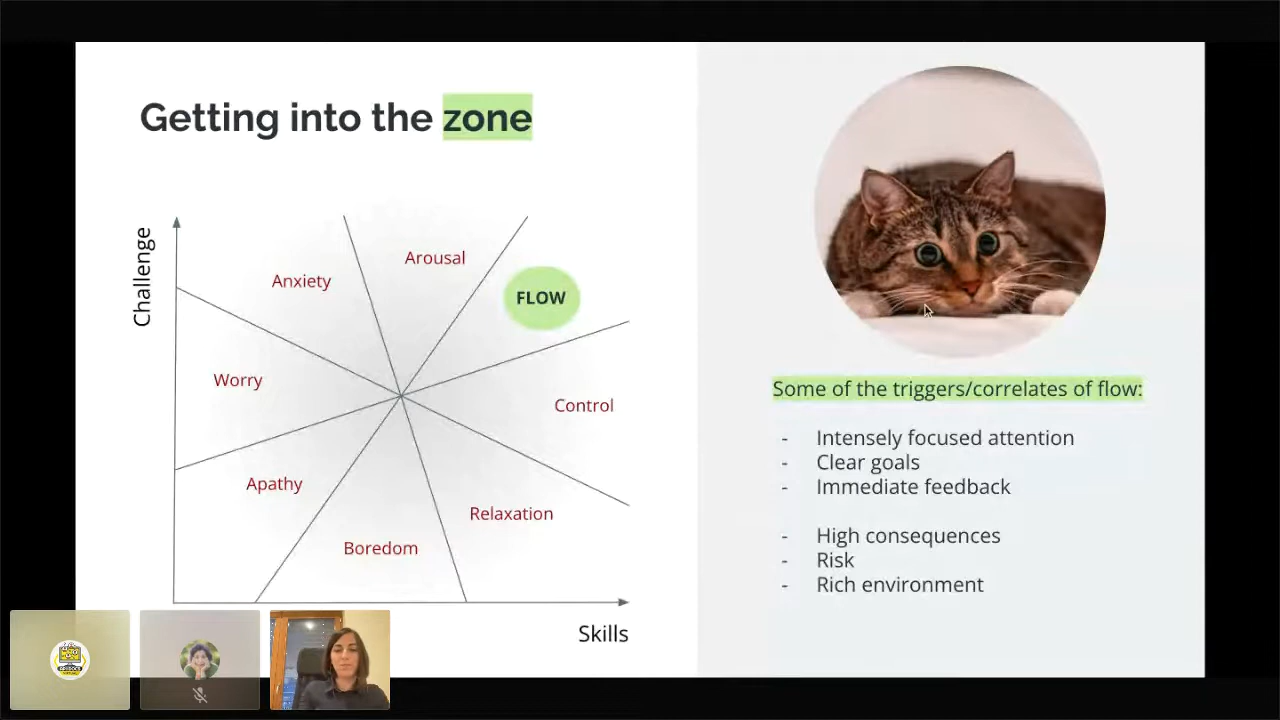 Getting into the zone
Challenge
Arousal
Anxiety
FLOW
Worry
Control
Apathy
Relaxation
Boredom
Skills
Some of the triggers/correlates of flow:
- Intensely focused attention
- Clear goals
- Immediate feedback
- High consequences
- Risk
- Rich environment